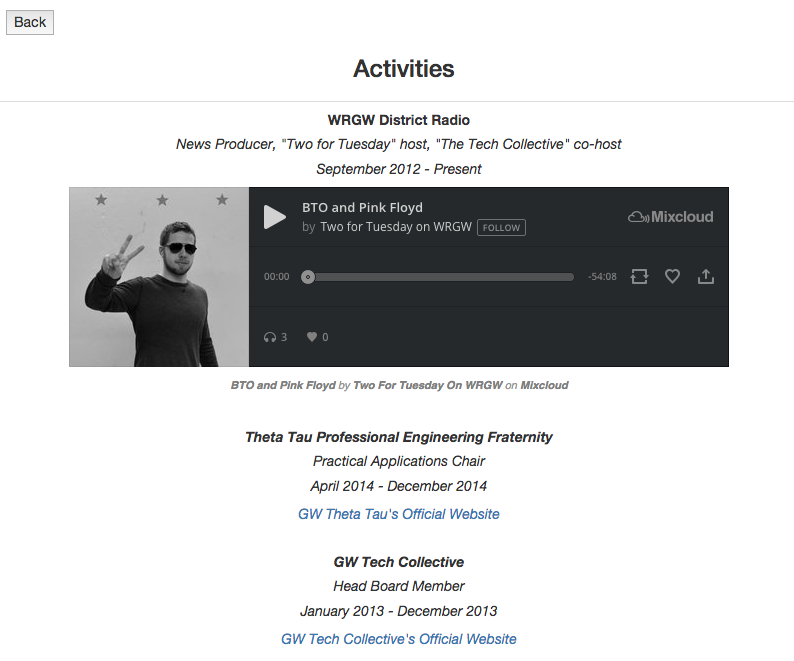 Back
Activities
WRGW District Radio
News Producer, "Two for Tuesday" host, "The Tech Collective" co-host
September 2012 - Present
BTO and Pink Floyd
Mixcloud
by Two for Tuesday on WRGW FOLLOW
00:00 -54:08
3 0
BTO and Pink Floyd by Two For Tuesday On WRGW on Mixcloud
Theta Tau Professional Engineering Fraternity
Practical Applications Chair
April 2014 - December 2014
GW Theta Tau's Official Website
GW Tech Collective
Head Board Member
January 2013 - December 2013
GW Tech Collective's Official Website